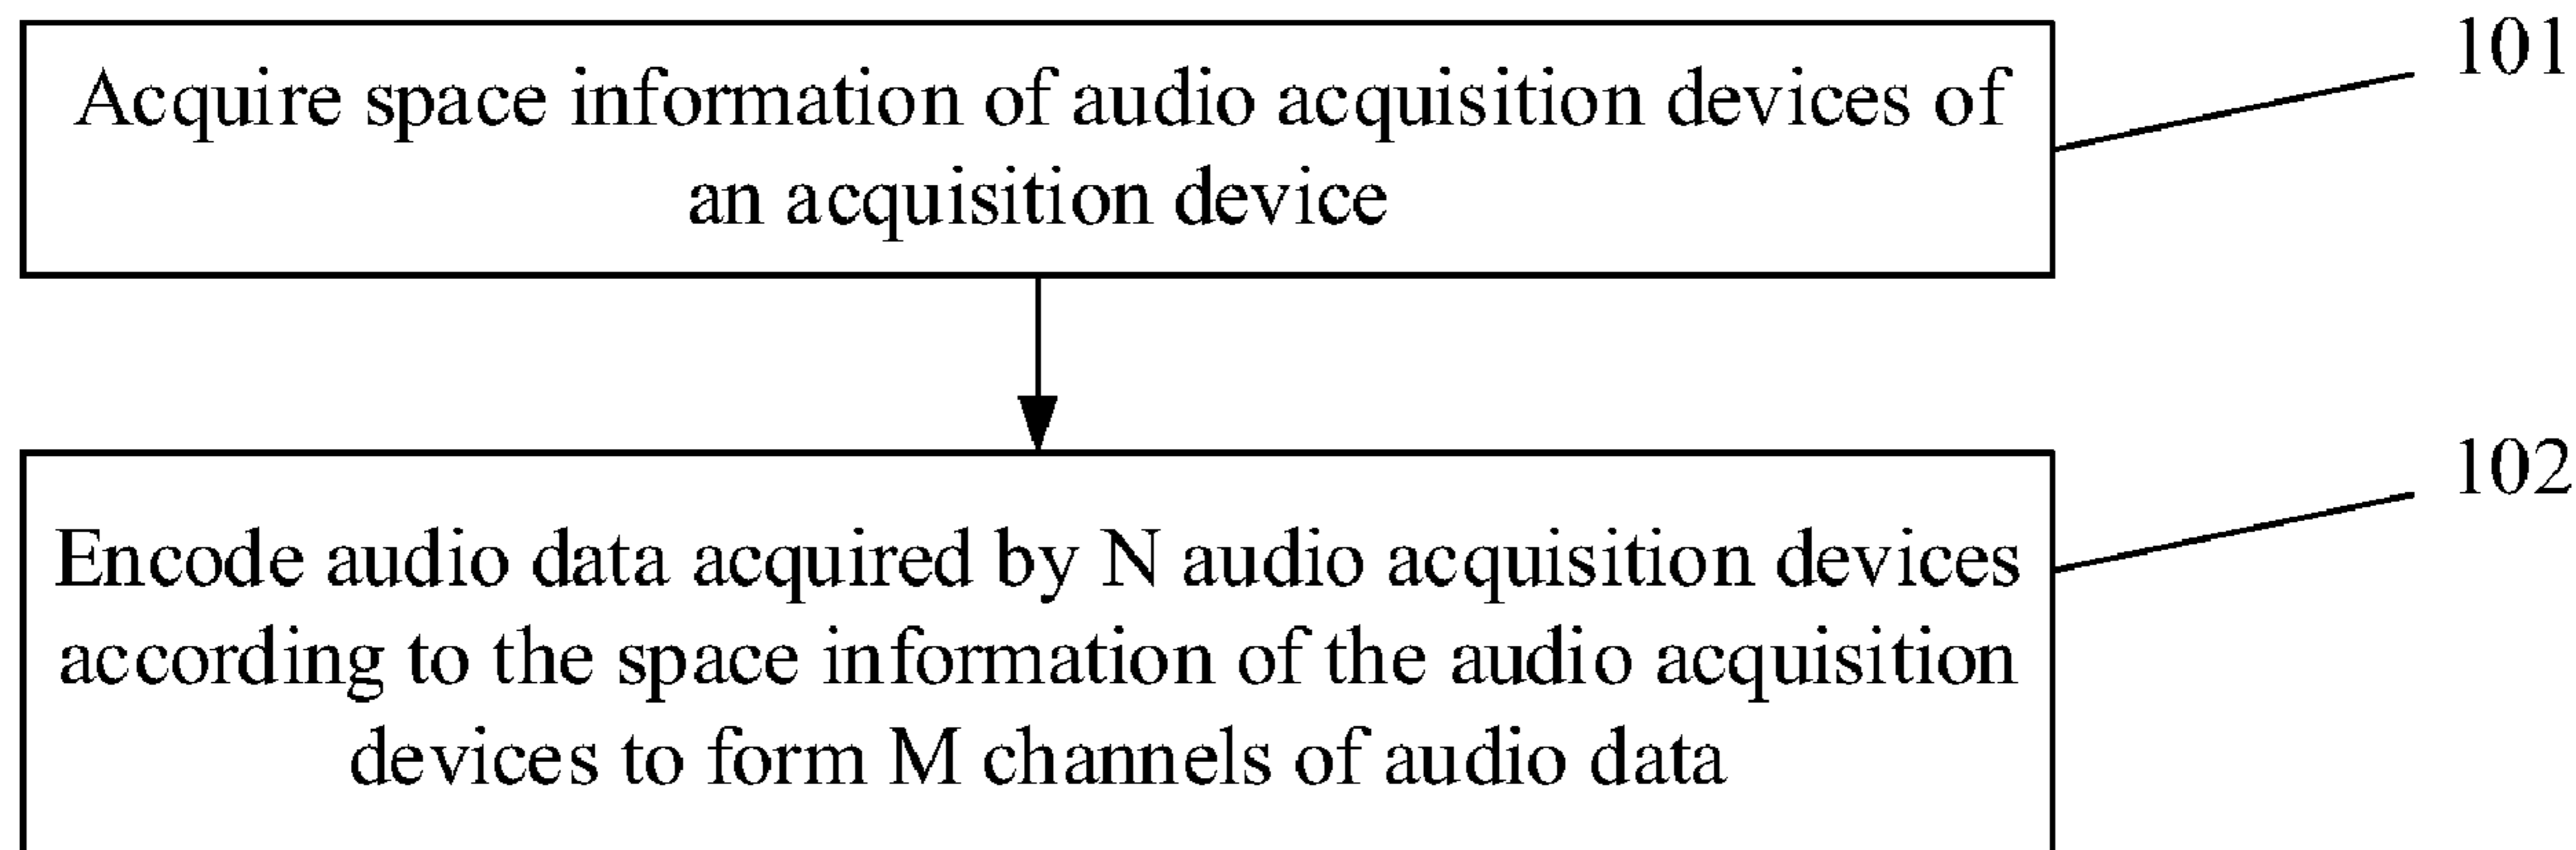 101
Acquire space information of audio acquisition devices of
an acquisition device
102
Encode audio data acquired by N audio acquisition devices
according to the space information of the audio acquisition
devices to form M channels of audio data